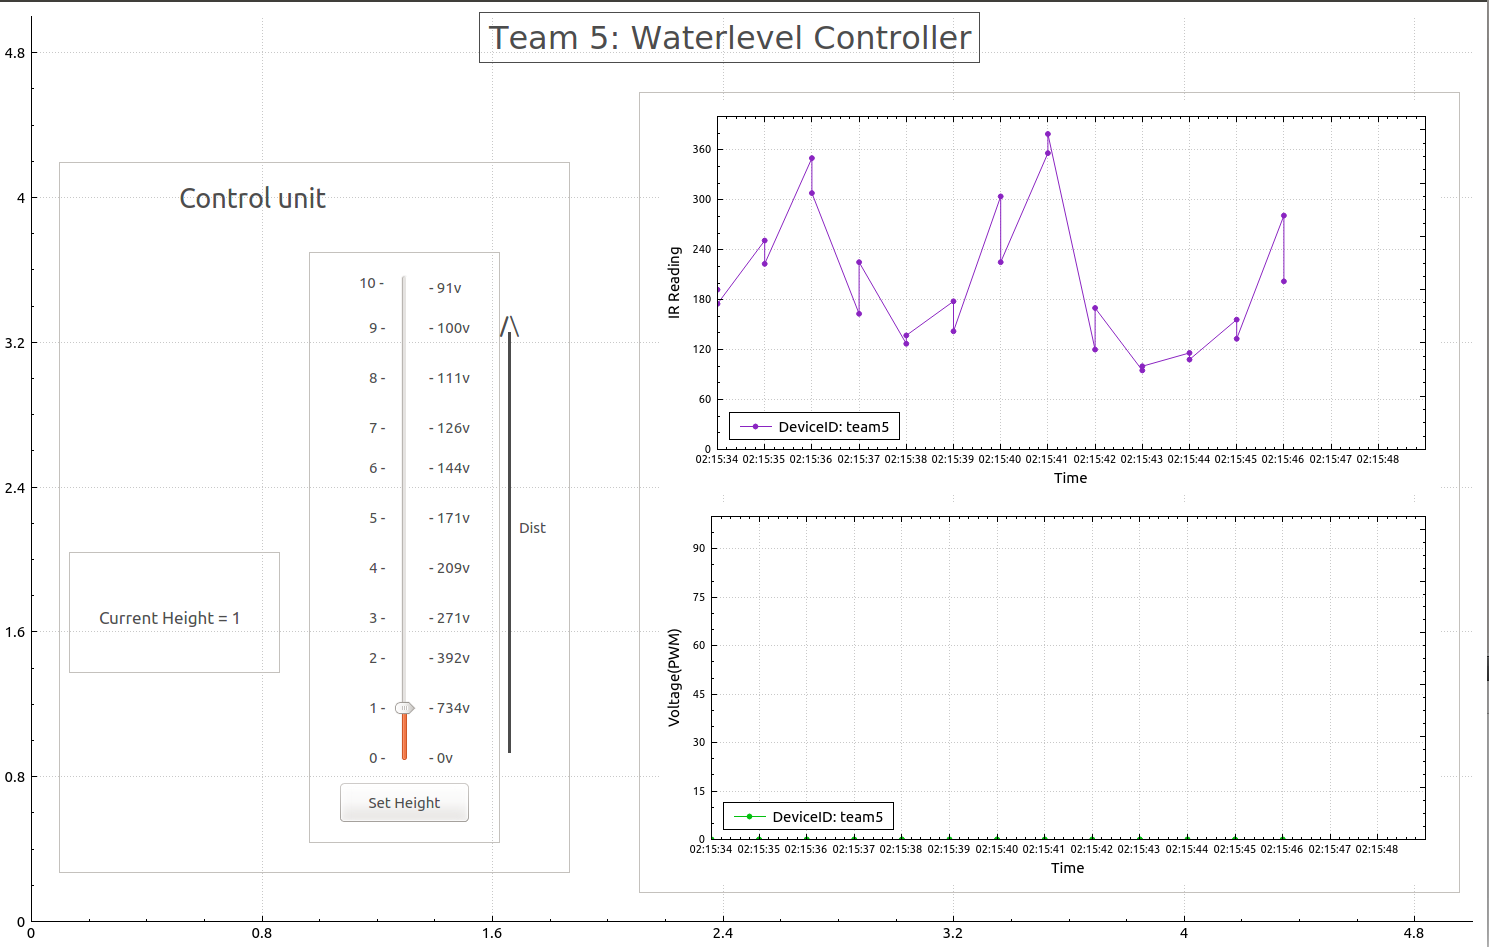 Team 5: Waterlevel Controller
4.8
4
3.2
2.4
1.6
0.8
0
0 0.8 1.6 2.4 3.2 4 4.8
Control unit
10 - - 91v
9 - - 100v
8 - - 111v
7 - - 126v
6 - - 144v
5 - - 171v
4 - - 209v
3 - - 271v
2 - - 392v
1 - - 734v
0 - - 0v
/\
Dist
Current Height = 1
Set Height
IR Reading
360
300
240
180
120
60
0
DeviceID: team5
02:15:34 02:15:35 02:15:36 02:15:37 02:15:38 02:15:39 02:15:40 02:15:41 02:15:42 02:15:43 02:15:44 02:15:45 02:15:46 02:15:47 02:15:48
Time
Voltage(PWM)
90
75
60
45
30
15
0
DeviceID: team5
02:15:34 02:15:35 02:15:36 02:15:37 02:15:38 02:15:39 02:15:40 02:15:41 02:15:42 02:15:43 02:15:44 02:15:45 02:15:46 02:15:47 02:15:48
Time